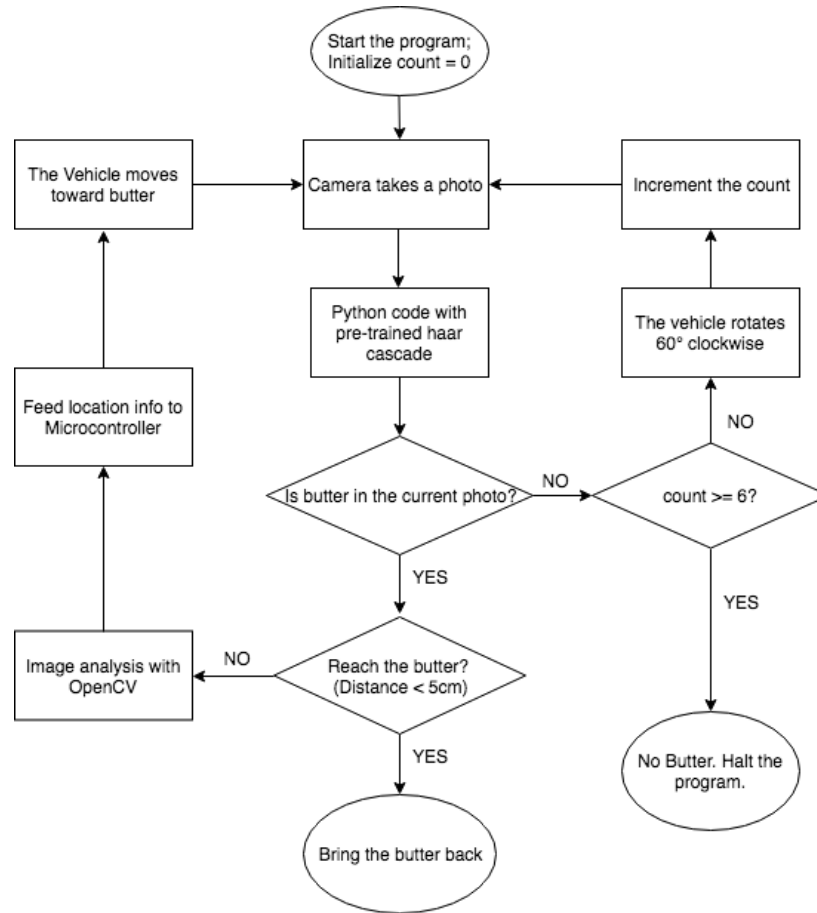 Start the program;
Initialize count = 0
The Vehicle moves
toward butter
Camera takes a photo
Increment the count
Python code with
pre-trained haar
cascade
The vehicle rotates
60° clockwise
Feed location info to
Microcontroller
NO
Is butter in the current photo?
NO
count >= 6?
YES
YES
Image analysis with
OpenCV
NO
Reach the butter?
(Distance < 5cm)
YES
No Butter. Halt the
program.
Bring the butter back